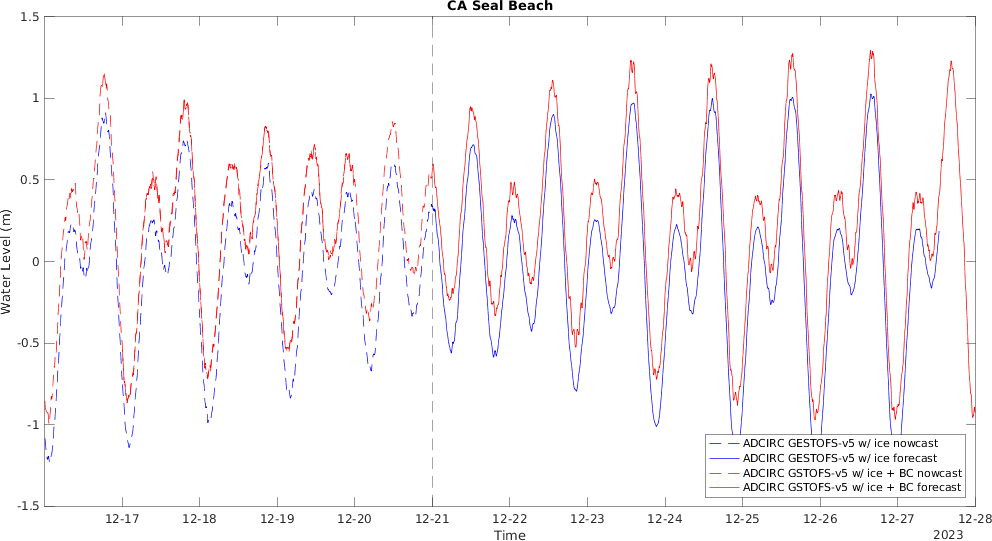 CA Seal Beach
1.5
1
0.5
0
-0.5
-1
-1.5
Water Level (m)
12-17 12-18 12-19 12-20 12-21 12-22 12-23 12-24 12-25 12-26 12-27 12-28
Time
2023
ADCIRC GESTOFS-v5 w/ ice nowcast
ADCIRC GESTOFS-v5 w/ ice forecast
ADCIRC GSTOFS-v5 w/ ice + BC nowcast
ADCIRC GSTOFS-v5 w/ ice + BC forecast